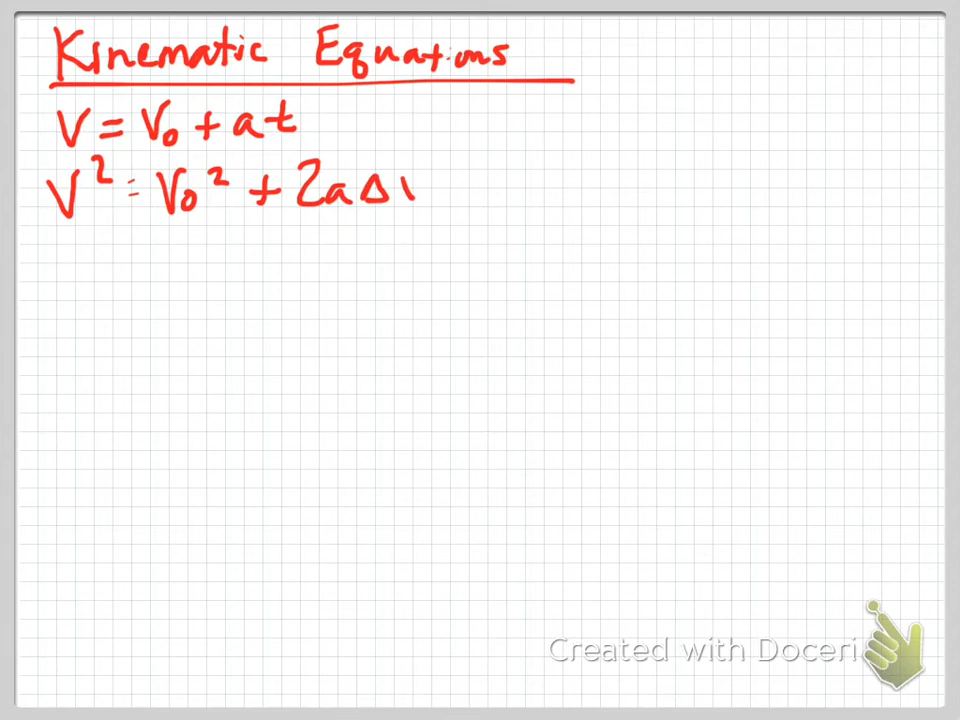 Kinematic Equations
V = V₀ + at
V² = V₀² + 2aΔ
Created with Doceri